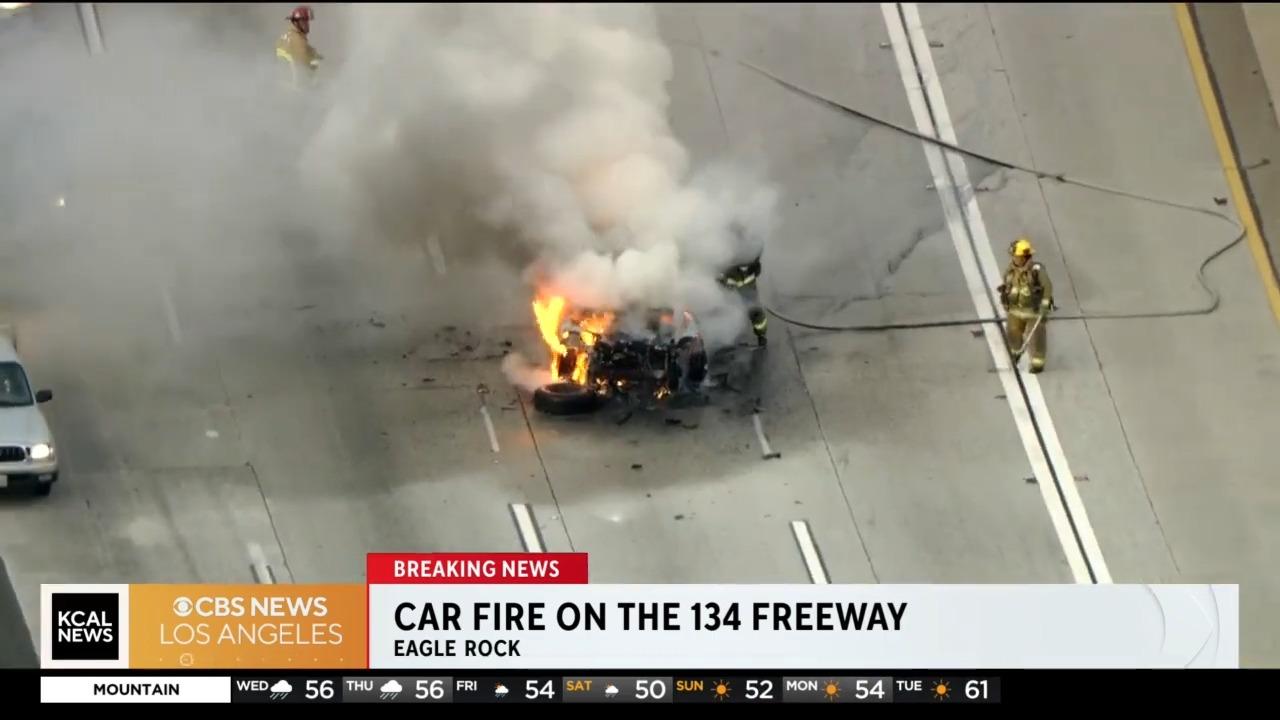 BREAKING NEWS
KCAL NEWS
CBS NEWS
LOS ANGELES
CAR FIRE ON THE 134 FREEWAY
EAGLE ROCK
MOUNTAIN WED 56 THU 56 FRI 54 SAT 50 SUN 52 MON 54 TUE 61